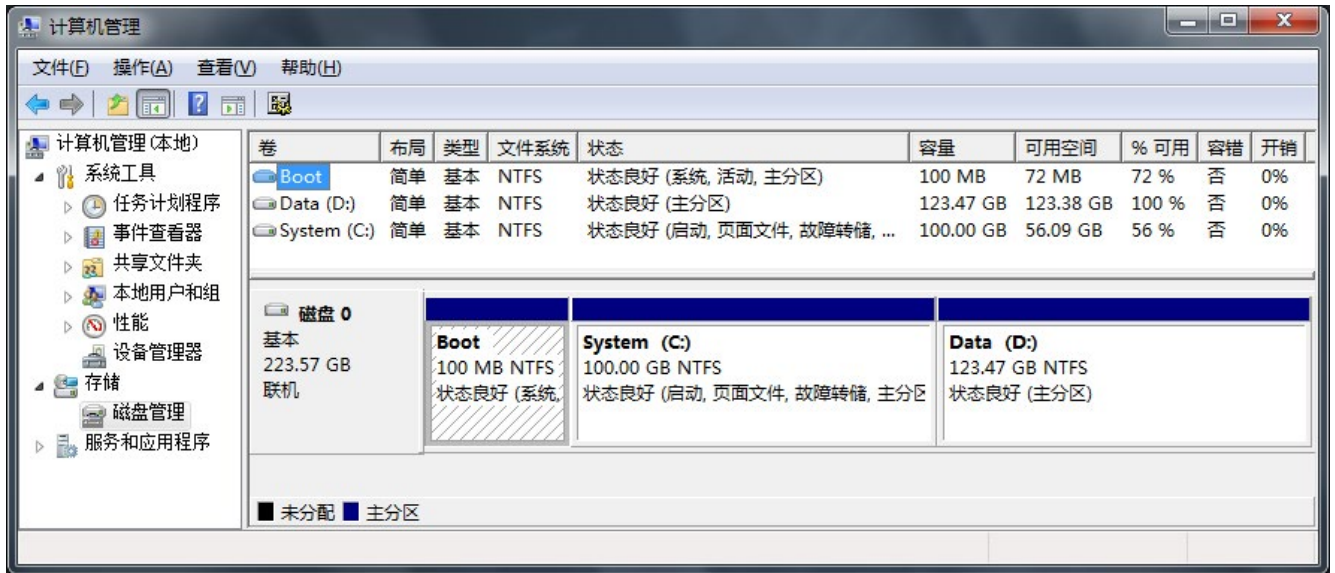 计算机管理
文件(F) 操作(A) 查看(V) 帮助(H)
计算机管理(本地)
系统工具
任务计划程序
事件查看器
共享文件夹
本地用户和组
性能
设备管理器
存储
磁盘管理
服务和应用程序
卷 布局 类型 文件系统 状态 容量 可用空间 % 可用 容错 开销
Boot 简单 基本 NTFS 状态良好 (系统, 活动, 主分区) 100 MB 72 MB 72 % 否 0%
Data (D:) 简单 基本 NTFS 状态良好 (主分区) 123.47 GB 123.38 GB 100 % 否 0%
System (C:) 简单 基本 NTFS 状态良好 (启动, 页面文件, 故障转储, ... 100.00 GB 56.09 GB 56 % 否 0%
磁盘 0
基本
223.57 GB
联机
Boot
100 MB NTFS
状态良好 (系统,
System (C:)
100.00 GB NTFS
状态良好 (启动, 页面文件, 故障转储, 主分区
Data (D:)
123.47 GB NTFS
状态良好 (主分区)
未分配 主分区